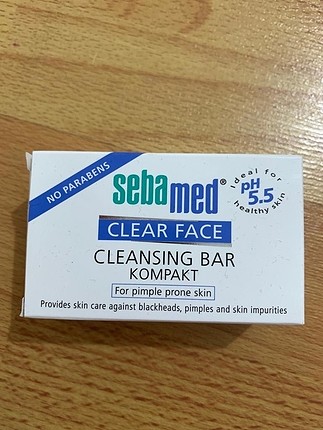 NO PARABENS
sebamed®
Ideal for
pH
5.5
healthy skin
CLEAR FACE
CLEANSING BAR
KOMPAKT
For pimple prone skin
Provides skin care against blackheads, pimples and skin impurities